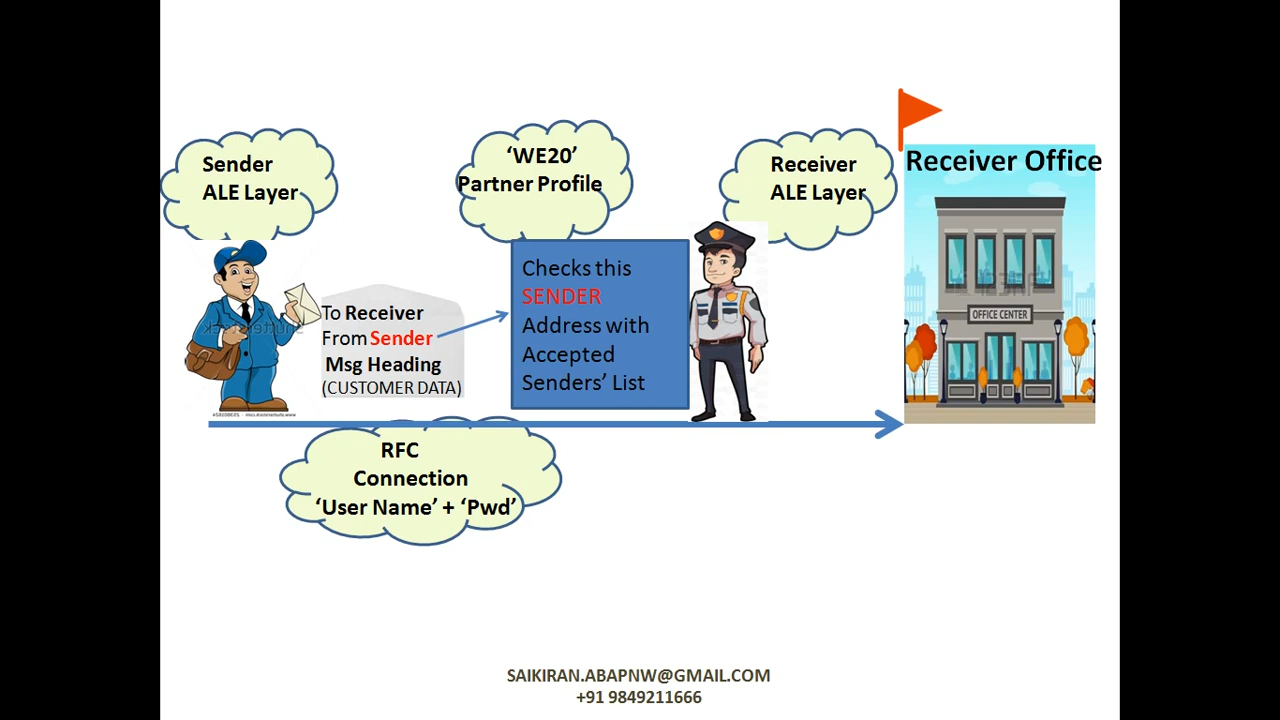 Sender
ALE Layer
'WE20'
Partner Profile
Receiver
ALE Layer
Receiver Office
To Receiver
From Sender
Msg Heading
(CUSTOMER DATA)
Checks this
SENDER
Address with
Accepted
Senders' List
OFFICE CENTER
RFC
Connection
'User Name' + 'Pwd'
SAIKIRAN.ABAPNW@GMAIL.COM
+91 9849211666